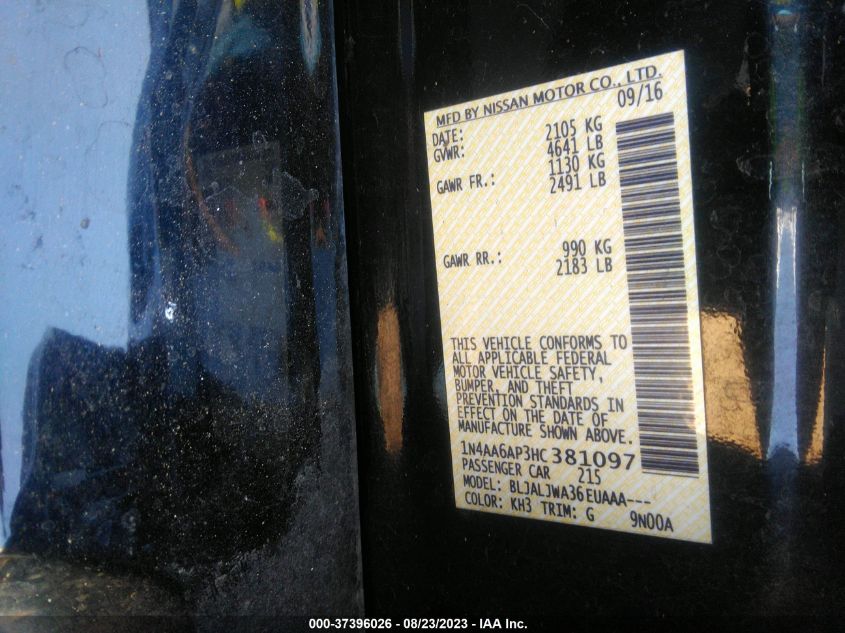 MFD BY NISSAN MOTOR CO., LTD.
DATE: 09/16
GVWR: 2105 KG
4641 LB
GAWR FR.: 1130 KG
2491 LB
GAWR RR.: 990 KG
2183 LB
THIS VEHICLE CONFORMS TO
ALL APPLICABLE FEDERAL
MOTOR VEHICLE SAFETY,
BUMPER, AND THEFT
PREVENTION STANDARDS IN
EFFECT ON THE DATE OF
MANUFACTURE SHOWN ABOVE.
1N4AA6AP3HC381097
PASSENGER CAR 215
MODEL: BLJALJWA36EUAAA---
COLOR: KH3 TRIM: G 9N00A
000-37396026 - 08/23/2023 - IAA Inc.